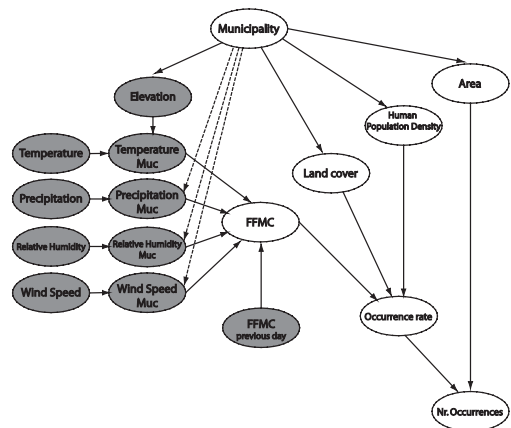 Municipality
Elevation
Area
Human
Population Density
Temperature
Temperature
Muc
Land cover
Precipitation
Precipitation
Muc
FFMC
Relative Humidity
Relative Humidity
Muc
Wind Speed
Wind Speed
Muc
FFMC
previous day
Occurrence rate
Nr. Occurrences